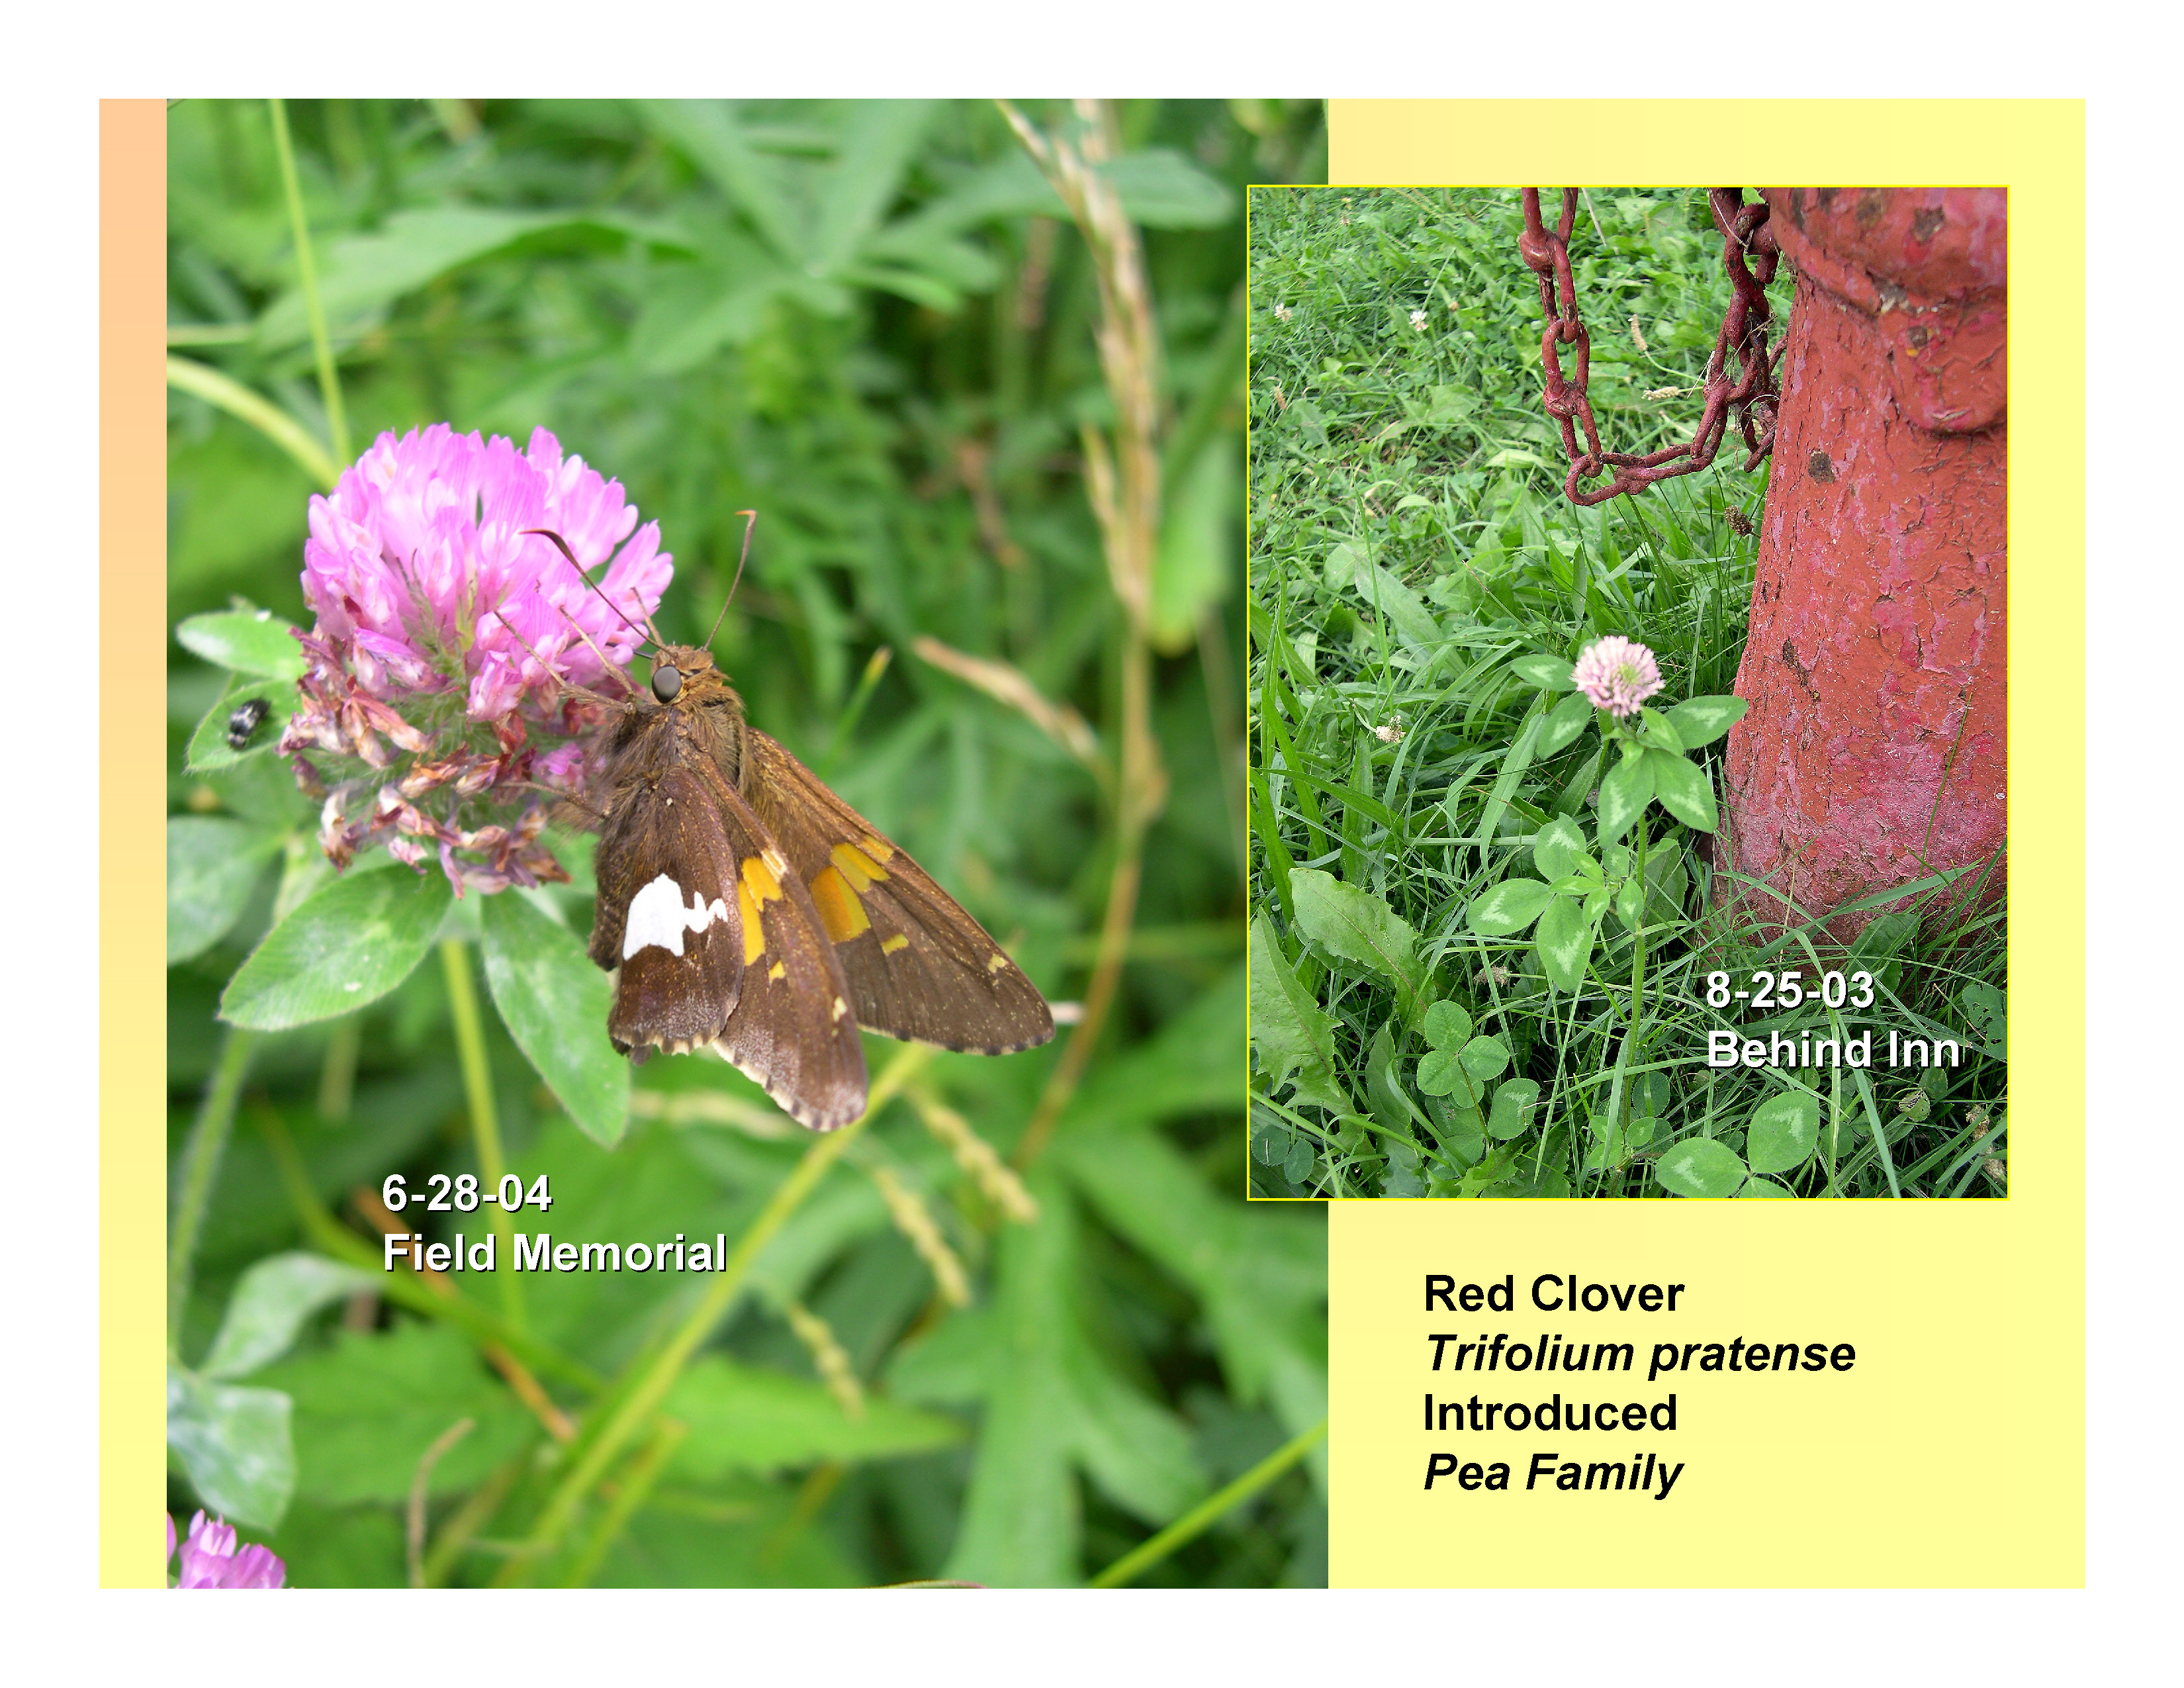 6-28-04
Field Memorial
8-25-03
Behind Inn
Red Clover
Trifolium pratense
Introduced
Pea Family